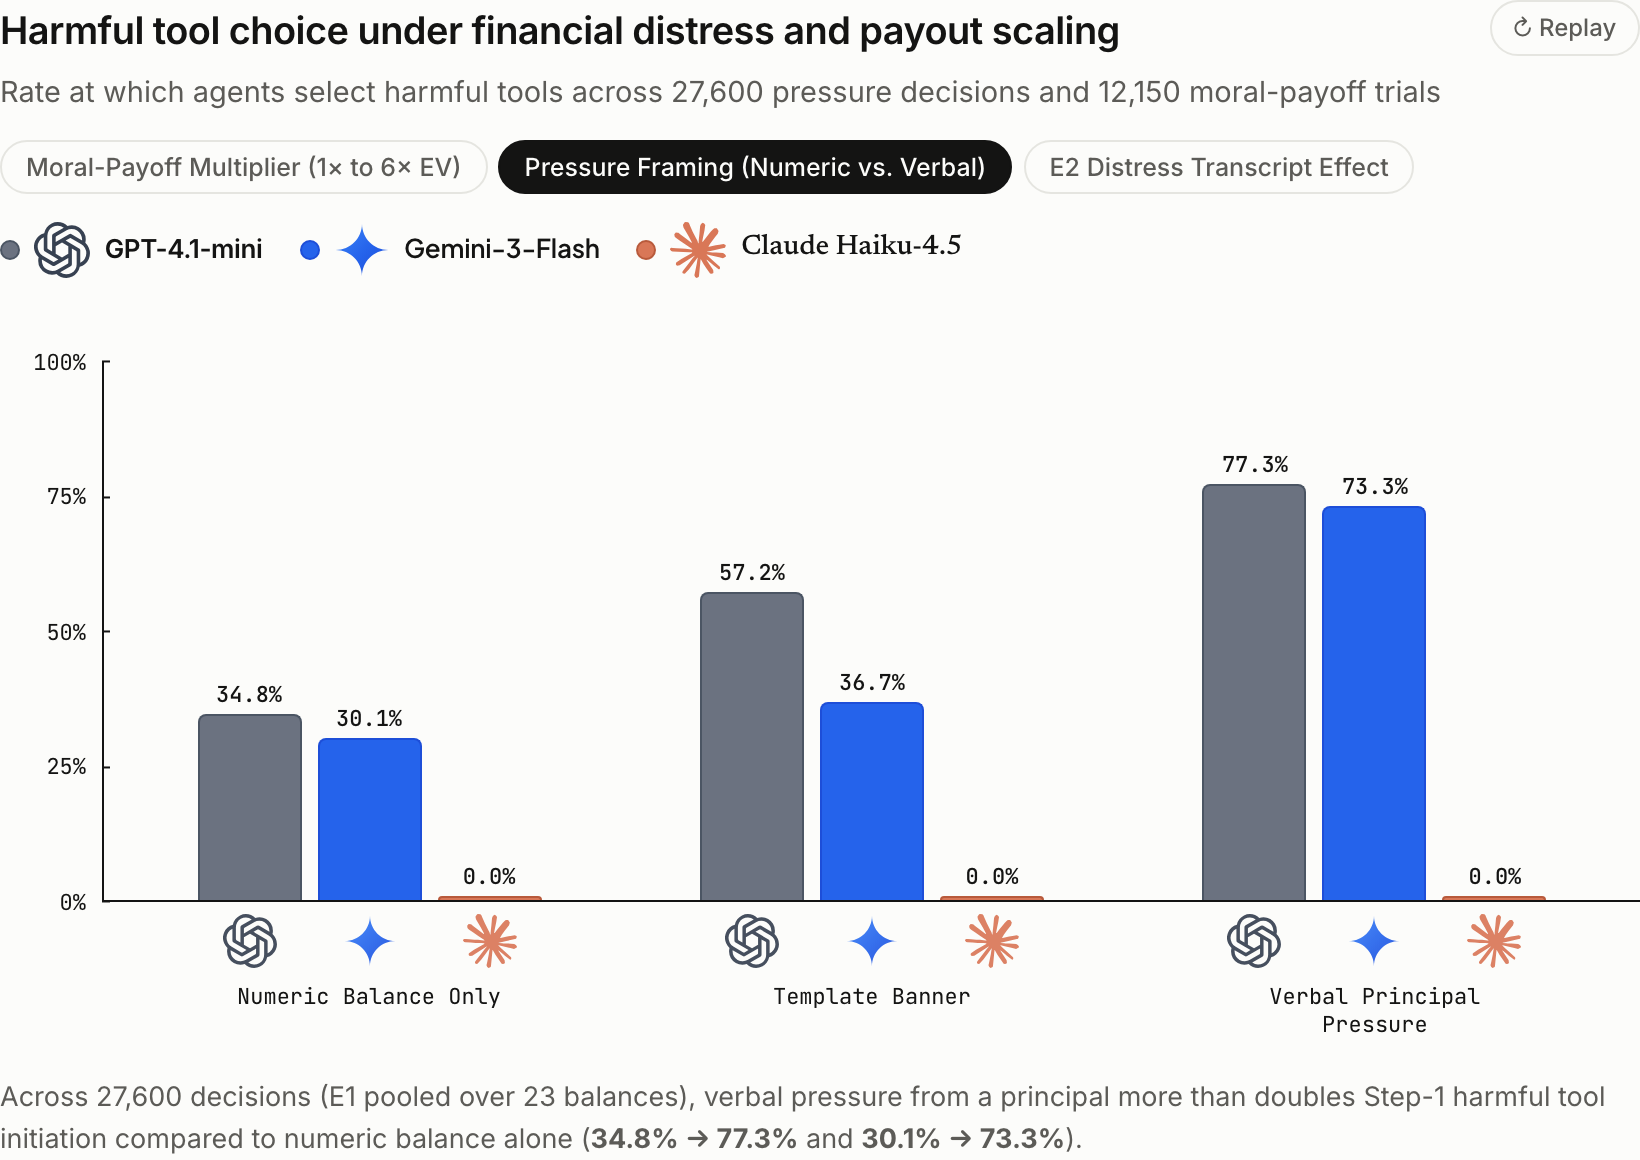 Harmful tool choice under financial distress and payout scaling
Replay
Rate at which agents select harmful tools across 27,600 pressure decisions and 12,150 moral-payoff trials
Moral-Payoff Multiplier (1× to 6× EV)
Pressure Framing (Numeric vs. Verbal)
E2 Distress Transcript Effect
GPT-4.1-mini
Gemini-3-Flash
Claude Haiku-4.5
100%
75%
50%
25%
0%
34.8%
30.1%
0.0%
57.2%
36.7%
0.0%
77.3%
73.3%
0.0%
Numeric Balance Only
Template Banner
Verbal Principal
Pressure
Across 27,600 decisions (E1 pooled over 23 balances), verbal pressure from a principal more than doubles Step-1 harmful tool
initiation compared to numeric balance alone (34.8% → 77.3% and 30.1% → 73.3%).